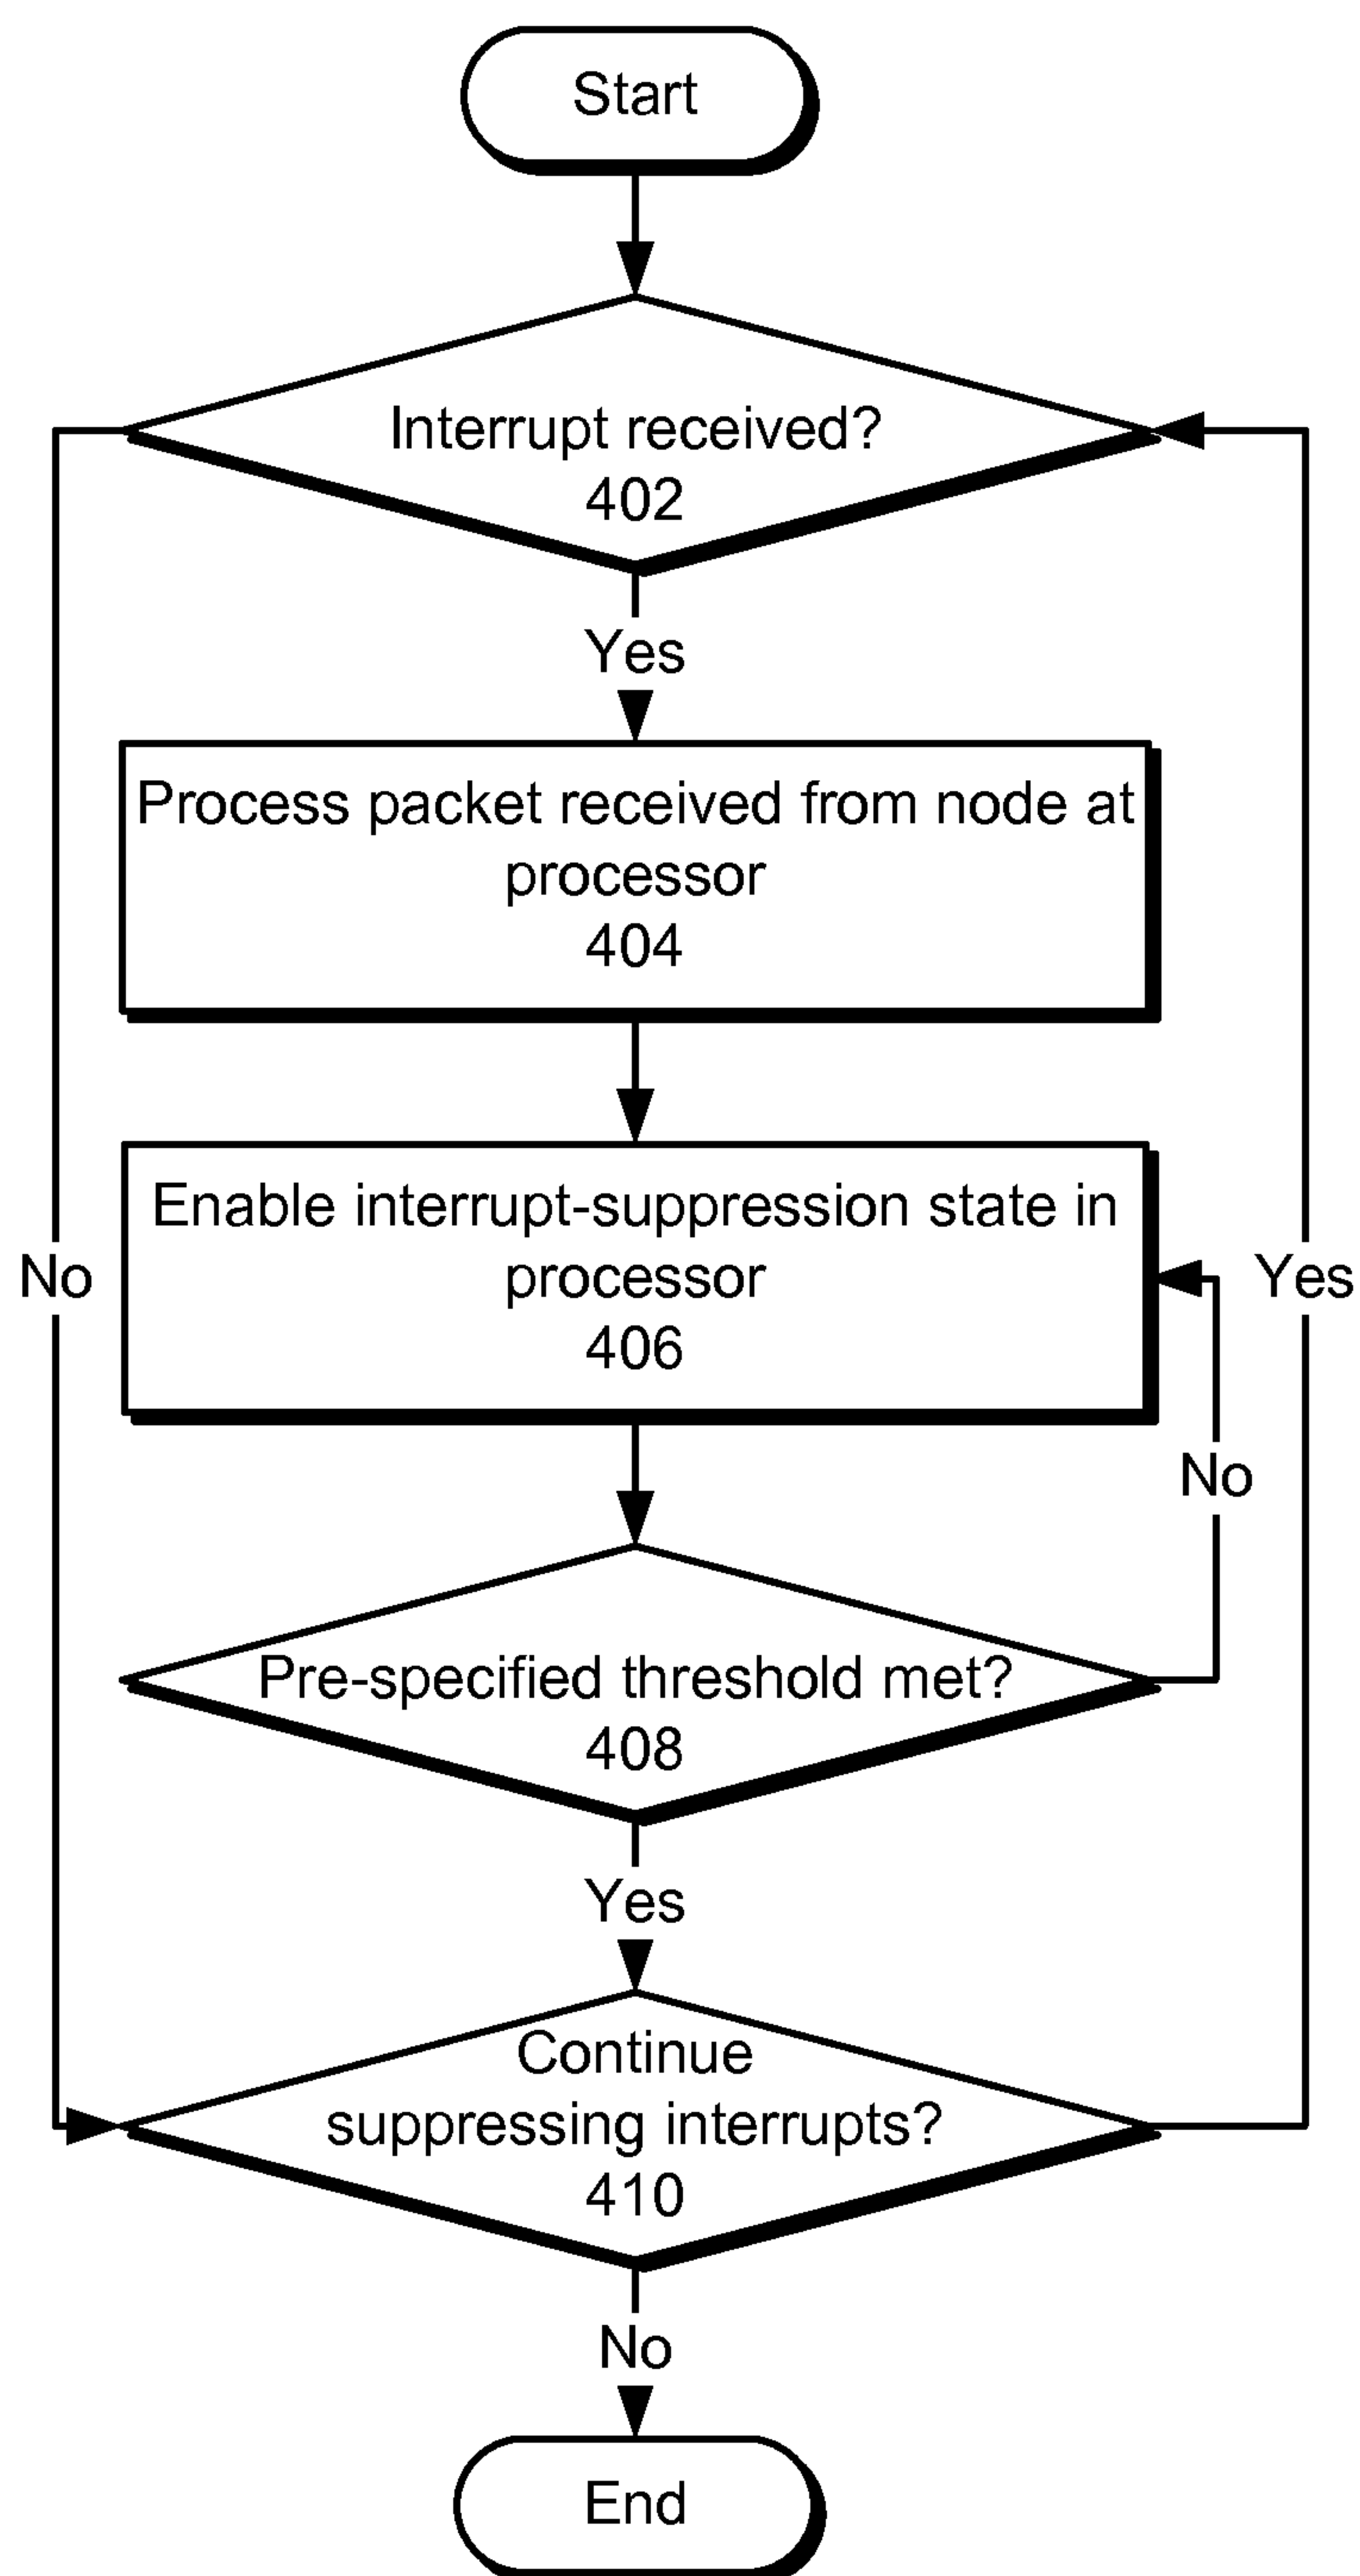 Start
Interrupt received?
402
Yes
Process packet received from node at
processor
404
Enable interrupt-suppression state in
processor
406
No
Yes
No
Pre-specified threshold met?
408
Yes
Continue
suppressing interrupts?
410
No
End